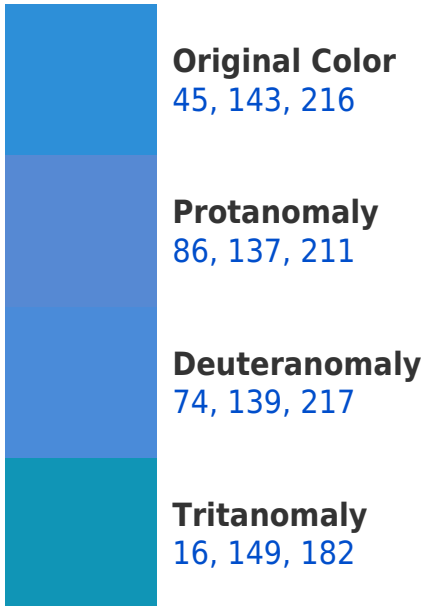 Original Color
45, 143, 216
Protanomaly
86, 137, 211
Deuteranomaly
74, 139, 217
Tritanomaly
16, 149, 182